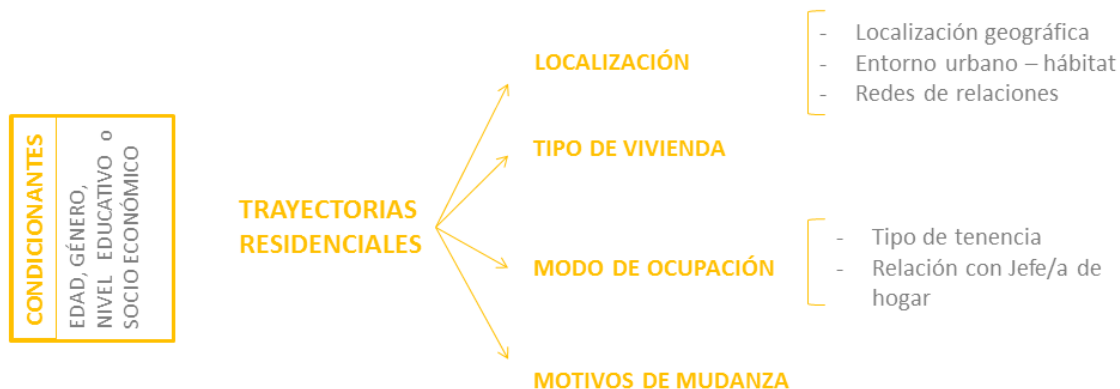 CONDICIONANTES
EDAD, GÉNERO,
NIVEL EDUCATIVO o
SOCIO ECONÓMICO
TRAYECTORIAS
RESIDENCIALES
LOCALIZACIÓN
- Localización geográfica
- Entorno urbano – hábitat
- Redes de relaciones
TIPO DE VIVIENDA
MODO DE OCUPACIÓN
- Tipo de tenencia
- Relación con Jefe/a de
hogar
MOTIVOS DE MUDANZA